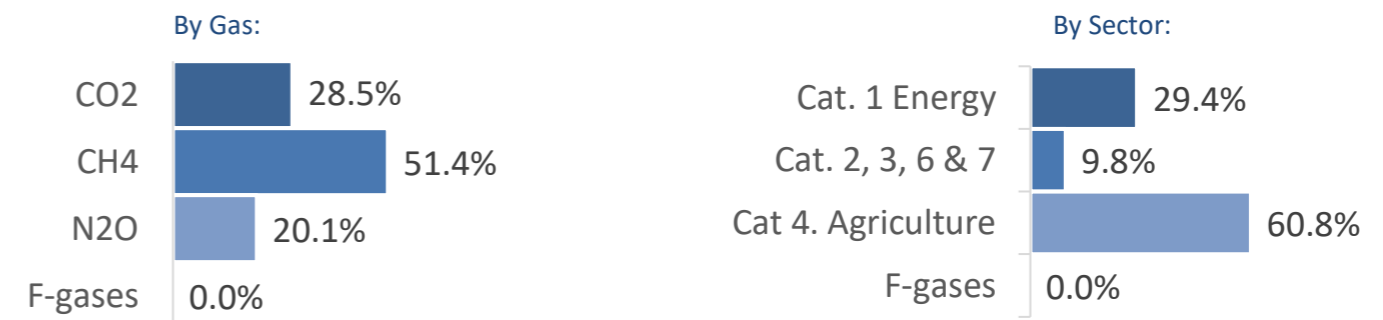 By Gas:
CO2 28.5%
CH4 51.4%
N2O 20.1%
F-gases 0.0%
By Sector:
Cat. 1 Energy 29.4%
Cat. 2, 3, 6 & 7 9.8%
Cat 4. Agriculture 60.8%
F-gases 0.0%